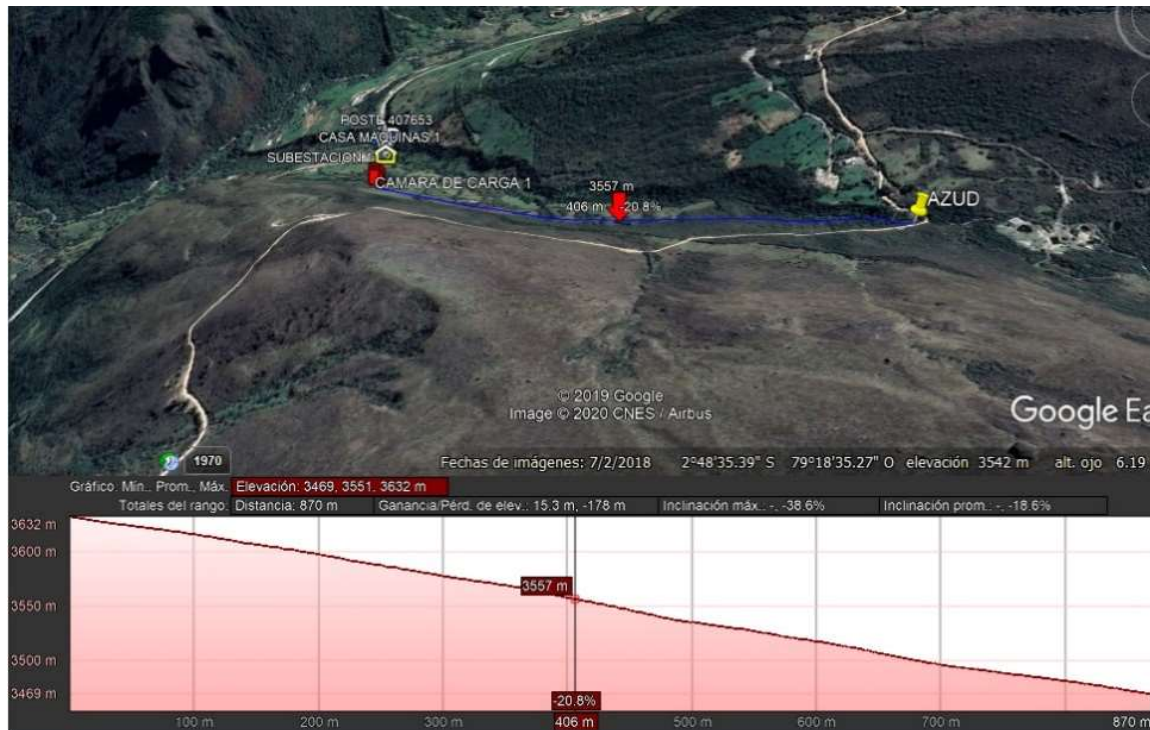 POSTE 407653
CASA MAQUINAS 1
SUBESTACION
CAMARA DE CARGA 1
3557 m
406 m -20.8%
AZUD
© 2019 Google
Image © 2020 CNES / Airbus
Google Ea
1970
Fechas de imágenes: 7/2/2018 2°48'35.39" S 79°18'35.27" O elevación 3542 m alt. ojo 6.19
Gráfico: Mín., Prom., Máx. Elevación: 3469, 3551, 3632 m
Totales del rango: Distancia: 870 m Ganancia/Pérd. de elev.: 15.3 m, -178 m Inclinación máx.: -, -38.6% Inclinación prom.: -, -18.6%
3632 m
3600 m
3557 m
3550 m
3500 m
3469 m
-20.8%
100 m 200 m 300 m 406 m 500 m 600 m 700 m 870 m